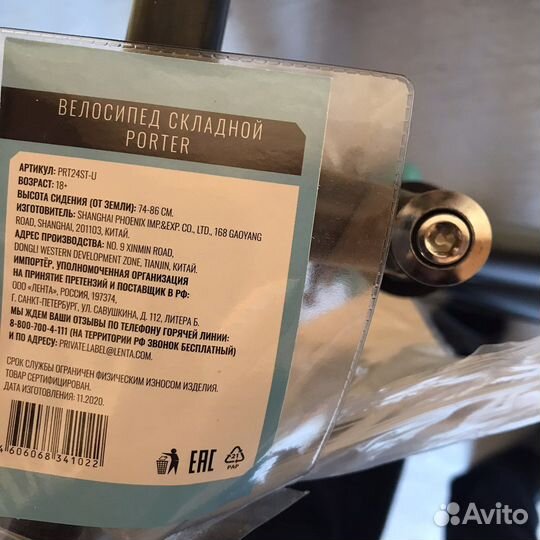 ВЕЛОСИПЕД СКЛАДНОЙ
PORTER
АРТИКУЛ: PRT24ST-U
ВОЗРАСТ: 18+
ВЫСОТА СИДЕНИЯ (ОТ ЗЕМЛИ): 74-86 СМ.
ИЗГОТОВИТЕЛЬ: SHANGHAI PHOENIX IMP.&EXP. CO., LTD., 168 GAOYANG
ROAD, SHANGHAI, 201103, КИТАЙ.
АДРЕС ПРОИЗВОДСТВА: NO. 9 XINMIN ROAD,
DONGLI WESTERN DEVELOPMENT ZONE, TIANJIN, КИТАЙ.
ИМПОРТЁР, УПОЛНОМОЧЕННАЯ ОРГАНИЗАЦИЯ
НА ПРИНЯТИЕ ПРЕТЕНЗИЙ И ПОСТАВЩИК В РФ:
ООО «ЛЕНТА», РОССИЯ, 197374,
Г. САНКТ-ПЕТЕРБУРГ, УЛ. САВУШКИНА, Д. 112, ЛИТЕРА Б.
МЫ ЖДЕМ ВАШИ ОТЗЫВЫ ПО ТЕЛЕФОНУ ГОРЯЧЕЙ ЛИНИИ:
8-800-700-4-111 (НА ТЕРРИТОРИИ РФ ЗВОНОК БЕСПЛАТНЫЙ)
И ПО АДРЕСУ: PRIVATE.LABEL@LENTA.COM.
СРОК СЛУЖБЫ ОГРАНИЧЕН ФИЗИЧЕСКИМ ИЗНОСОМ ИЗДЕЛИЯ.
ТОВАР СЕРТИФИЦИРОВАН.
ДАТА ИЗГОТОВЛЕНИЯ: 11.2020.
4 606068 341022
EAC
21
PAP
Avito